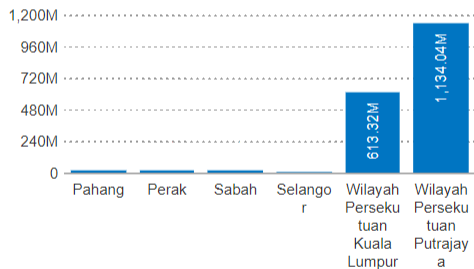 1,200M
960M
720M
480M
240M
0
613.32M
1,134.04M
Pahang
Perak
Sabah
Selango
r
Wilayah
Perseku
tuan
Kuala
Lumpur
Wilayah
Perseku
tuan
Putrajay
a